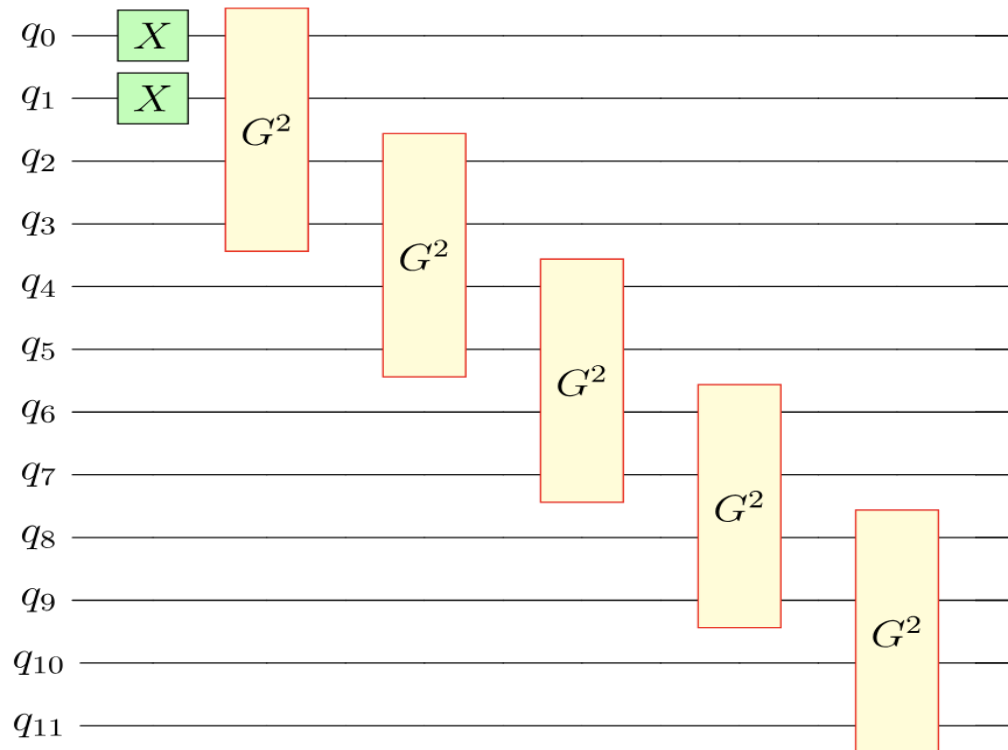 q₀ X
q₁ X
G²
q₂
q₃
G²
q₄
q₅
G²
q₆
q₇
G²
q₈
q₉
G²
q₁₀
q₁₁